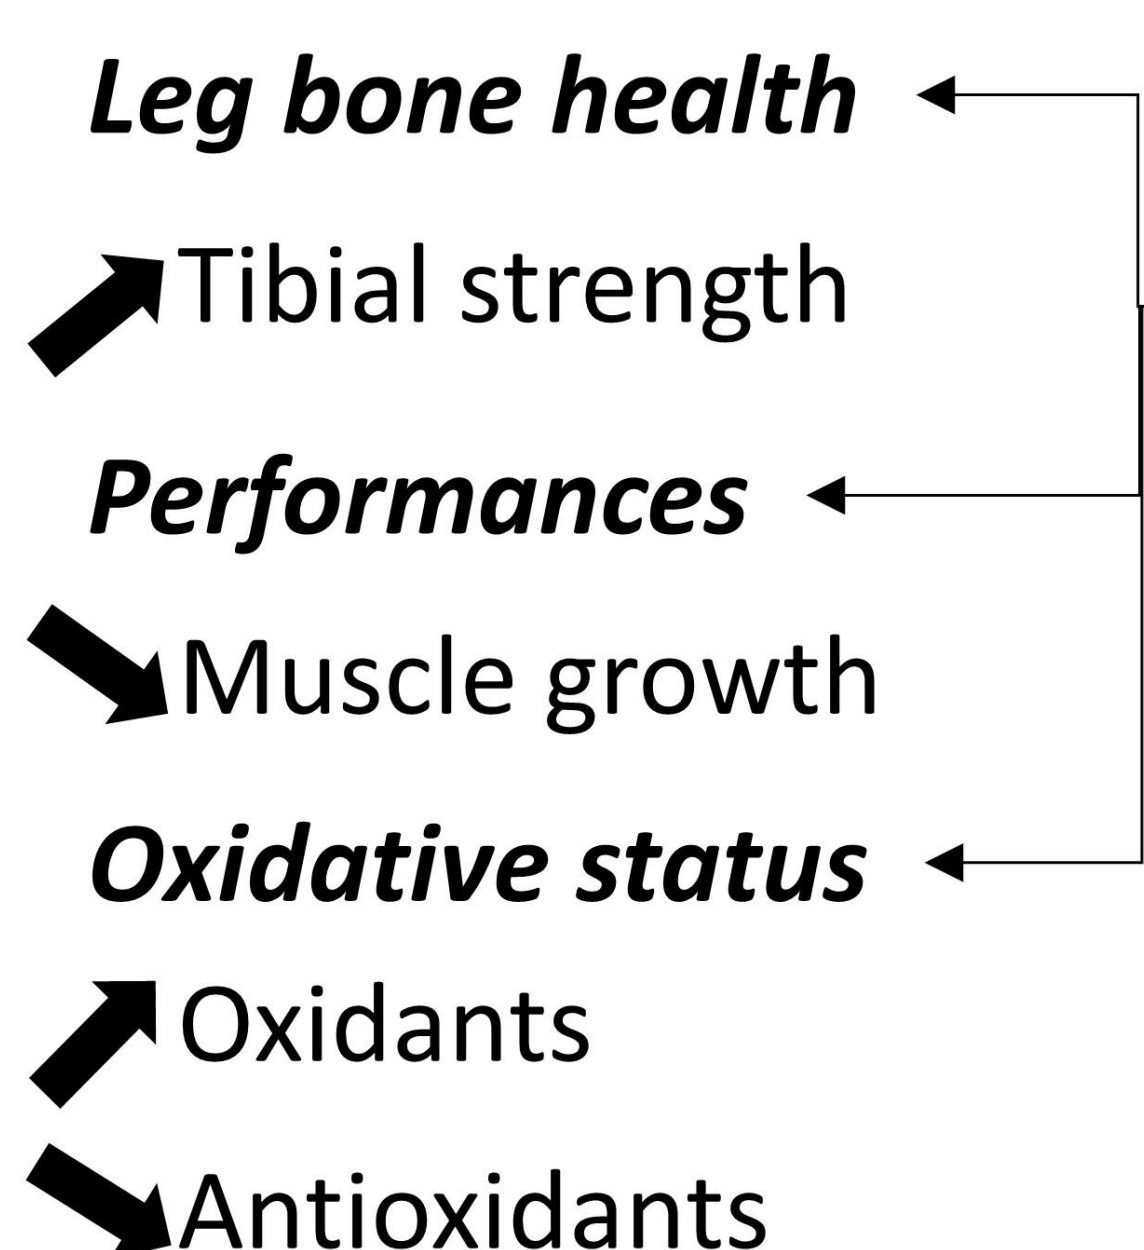 Leg bone health
Tibial strength
Performances
Muscle growth
Oxidative status
Oxidants
Antioxidants